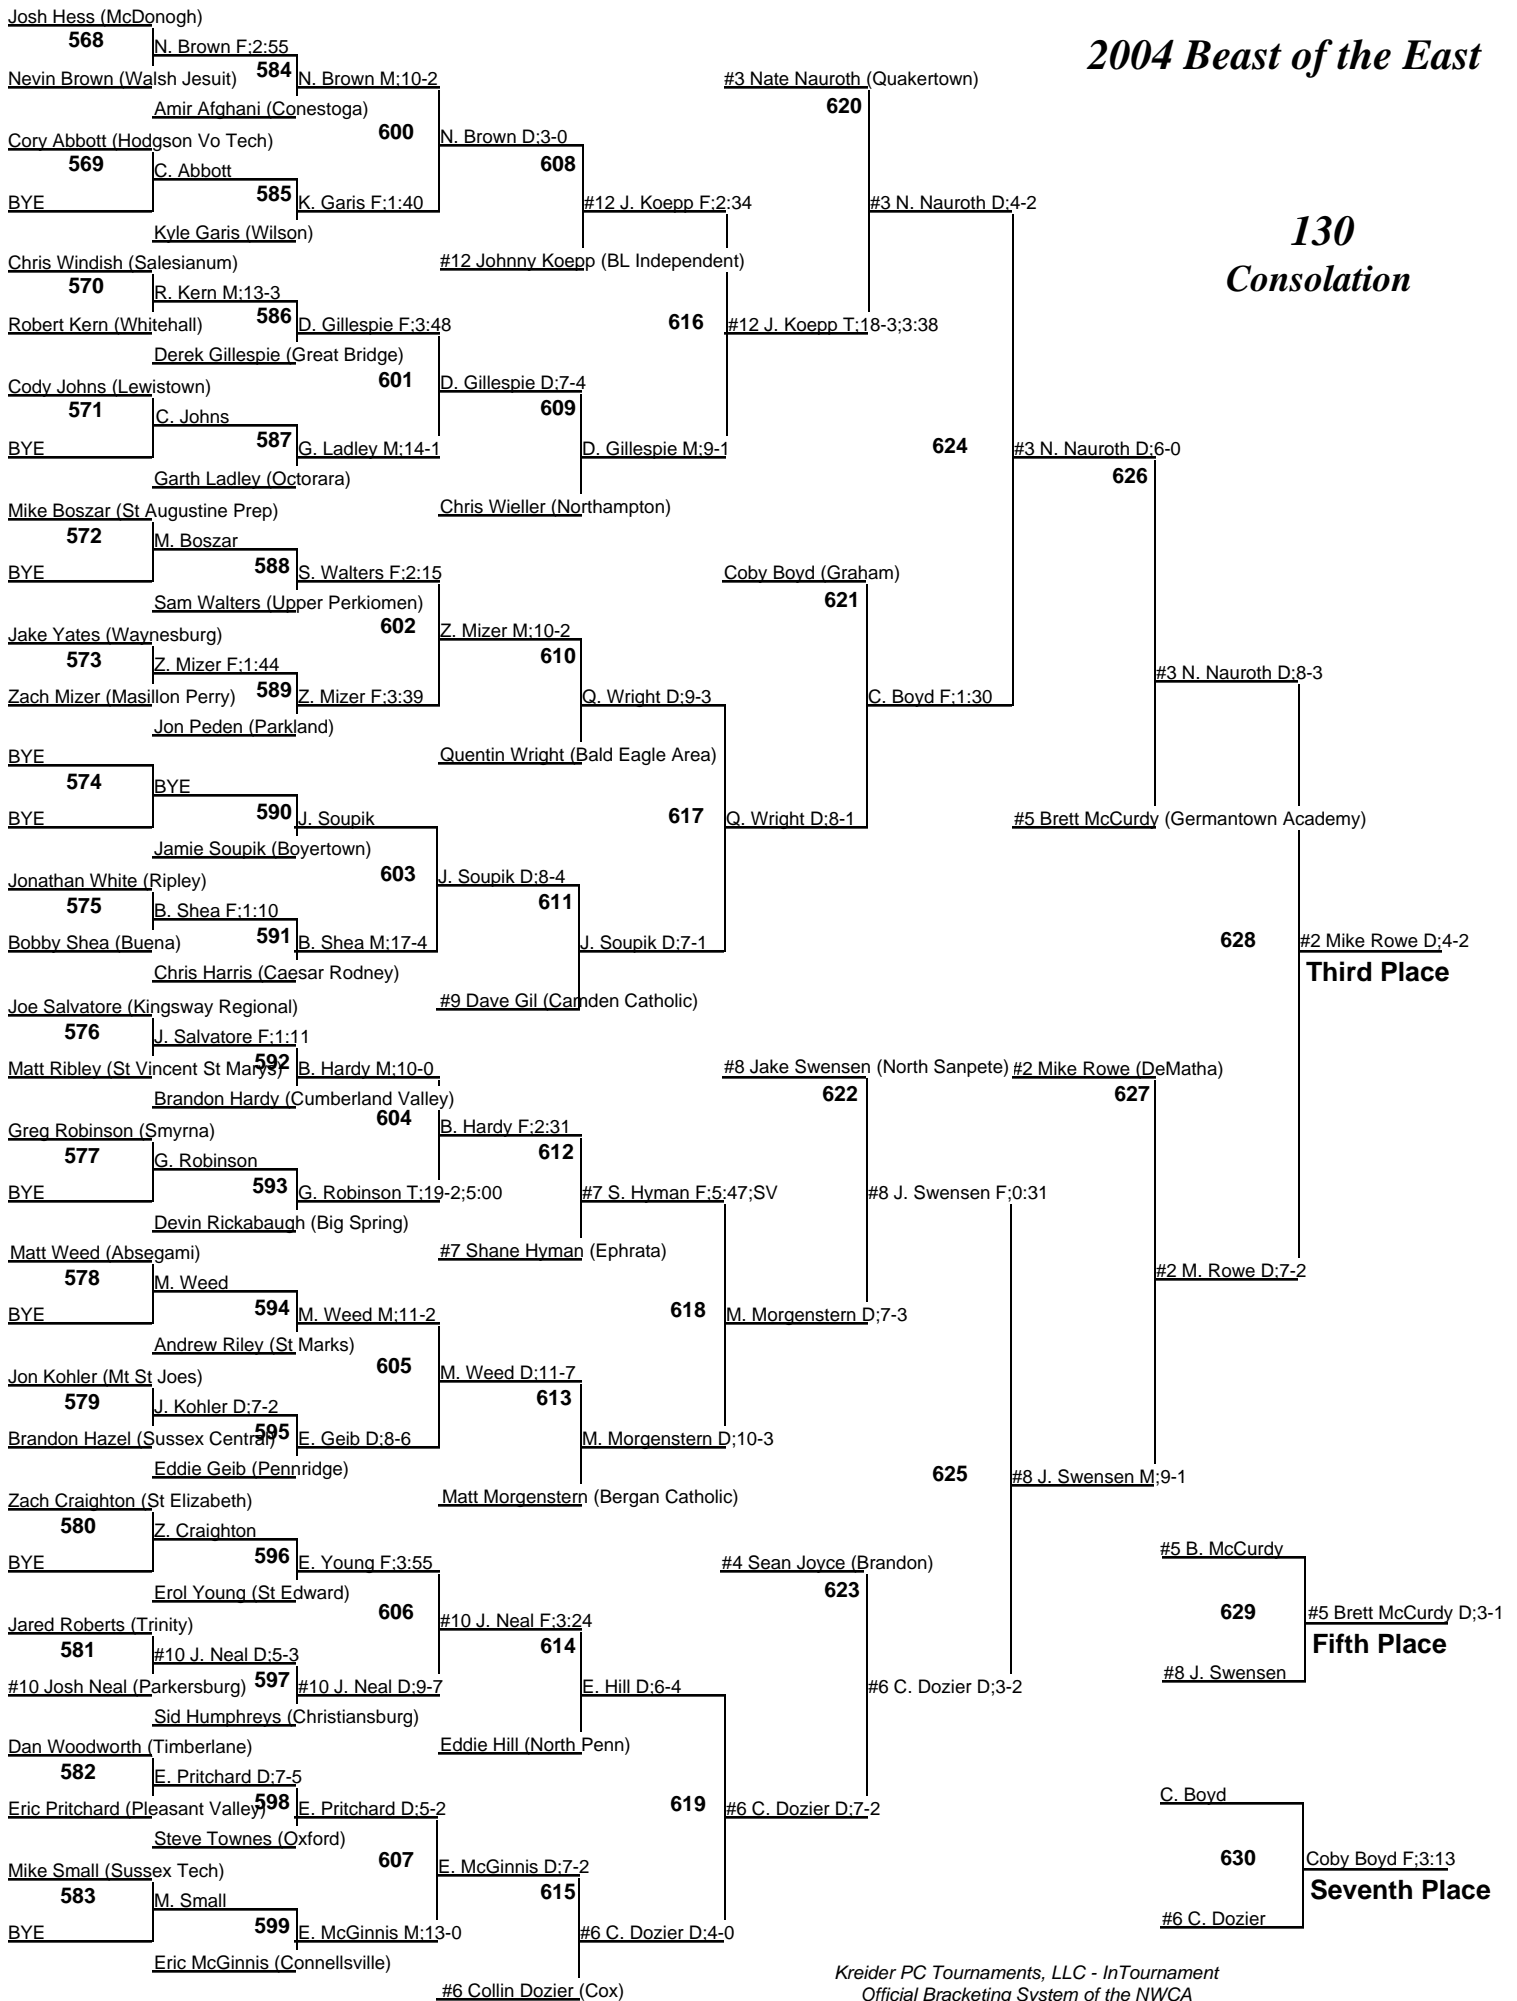 Josh Hess (McDonogh)
568
N. Brown F;2:55
Nevin Brown (Walsh Jesuit)
584
N. Brown M;10-2
Amir Afghani (Conestoga)
600
Cory Abbott (Hodgson Vo Tech)
N. Brown D;3-0
569
C. Abbott
608
BYE
585
K. Garis F;1:40
#12 J. Koepp F;2:34
Kyle Garis (Wilson)
Chris Windish (Salesianum)
#12 Johnny Koepp (BL Independent)
570
R. Kern M;13-3
Robert Kern (Whitehall)
586
D. Gillespie F;3:48
616
#12 J. Koepp T;18-3;3:38
Derek Gillespie (Great Bridge)
601
Cody Johns (Lewistown)
D. Gillespie D;7-4
571
C. Johns
609
BYE
587
G. Ladley M;14-1
D. Gillespie M;9-1
Garth Ladley (Octorara)
Chris Wieller (Northampton)
Mike Boszar (St Augustine Prep)
572
M. Boszar
BYE
588
S. Walters F;2:15
Sam Walters (Upper Perkiomen)
602
Jake Yates (Waynesburg)
Z. Mizer M;10-2
573
Z. Mizer F;1:44
610
Zach Mizer (Masillon Perry)
589
Z. Mizer F;3:39
Q. Wright D;9-3
Jon Peden (Parkland)
Quentin Wright (Bald Eagle Area)
BYE
574
BYE
BYE
590
J. Soupik
617
Q. Wright D;8-1
Jamie Soupik (Boyertown)
603
Jonathan White (Ripley)
J. Soupik D;8-4
575
B. Shea F;1:10
611
Bobby Shea (Buena)
591
B. Shea M;17-4
J. Soupik D;7-1
Chris Harris (Caesar Rodney)
#9 Dave Gil (Camden Catholic)
Joe Salvatore (Kingsway Regional)
576
J. Salvatore F;1:11
Matt Ribley (St Vincent St Marys)
592
B. Hardy M;10-0
Brandon Hardy (Cumberland Valley)
604
Greg Robinson (Smyrna)
B. Hardy F;2:31
577
G. Robinson
612
BYE
593
G. Robinson T;19-2;5:00
#7 S. Hyman F;5:47;SV
Devin Rickabaugh (Big Spring)
#7 Shane Hyman (Ephrata)
Matt Weed (Absegami)
578
M. Weed
BYE
594
M. Weed M;11-2
618
M. Morgenstern D;7-3
Andrew Riley (St Marks)
605
Jon Kohler (Mt St Joes)
M. Weed D;11-7
579
J. Kohler D;7-2
613
Brandon Hazel (Sussex Central)
595
E. Geib D;8-6
M. Morgenstern D;10-3
Eddie Geib (Pennridge)
Matt Morgenstern (Bergan Catholic)
Zach Craighton (St Elizabeth)
580
Z. Craighton
BYE
596
E. Young F;3:55
Erol Young (St Edward)
606
Jared Roberts (Trinity)
#10 J. Neal F;3:24
581
#10 J. Neal D;5-3
614
#10 Josh Neal (Parkersburg)
597
#10 J. Neal D;9-7
E. Hill D;6-4
Sid Humphreys (Christiansburg)
Eddie Hill (North Penn)
Dan Woodworth (Timberlane)
582
E. Pritchard D;7-5
Eric Pritchard (Pleasant Valley)
598
E. Pritchard D;5-2
619
#6 C. Dozier D;7-2
Steve Townes (Oxford)
607
Mike Small (Sussex Tech)
E. McGinnis D;7-2
583
M. Small
615
BYE
599
E. McGinnis M;13-0
#6 C. Dozier D;4-0
Eric McGinnis (Connellsville)
#6 Collin Dozier (Cox)
2004 Beast of the East
130
Consolation
#3 Nate Nauroth (Quakertown)
620
#3 N. Nauroth D;4-2
624
#3 N. Nauroth D;6-0
626
Coby Boyd (Graham)
621
C. Boyd F;1:30
#3 N. Nauroth D;8-3
#5 Brett McCurdy (Germantown Academy)
628
#2 Mike Rowe D;4-2
Third Place
#8 Jake Swensen (North Sanpete)
#2 Mike Rowe (DeMatha)
622
627
#8 J. Swensen F;0:31
#2 M. Rowe D;7-2
625
#8 J. Swensen M;9-1
#4 Sean Joyce (Brandon)
623
#6 C. Dozier D;3-2
#5 B. McCurdy
629
#5 Brett McCurdy D;3-1
Fifth Place
#8 J. Swensen
C. Boyd
630
Coby Boyd F;3:13
Seventh Place
#6 C. Dozier
Kreider PC Tournaments, LLC - InTournament
Official Bracketing System of the NWCA